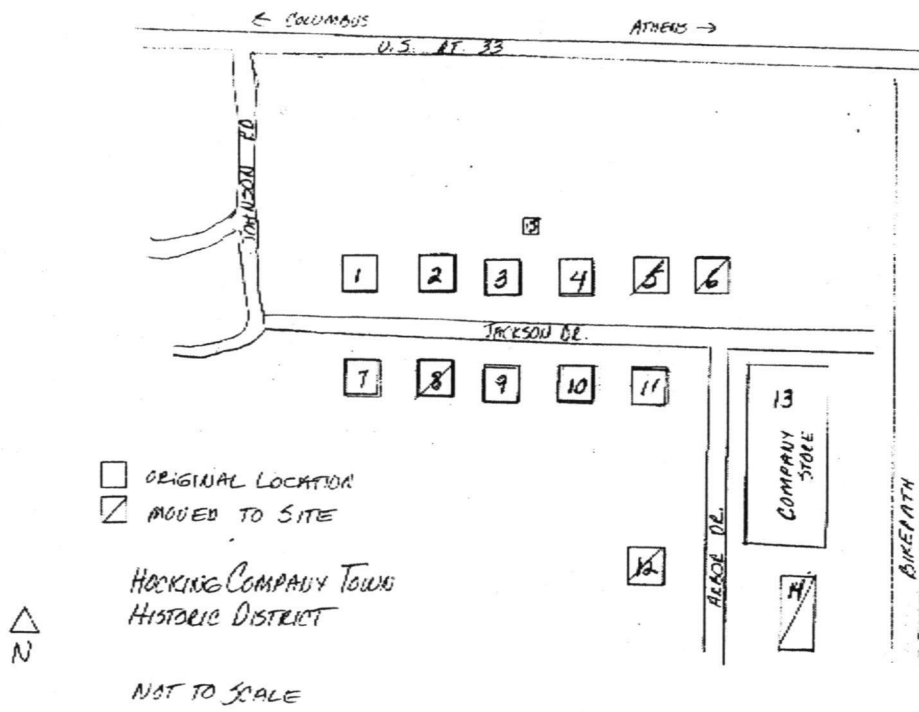 ← COLUMBUS
ATHENS →
U.S. RT. 33
JOHNSON RD
15
1
2
3
4
5
6
JACKSON DR.
7
8
9
10
11
13
COMPANY
STORE
ORIGINAL LOCATION
MOVED TO SITE
12
ARBOR DR.
14
BIKEPATH
HOCKING COMPANY TOWN
HISTORIC DISTRICT
N
NOT TO SCALE